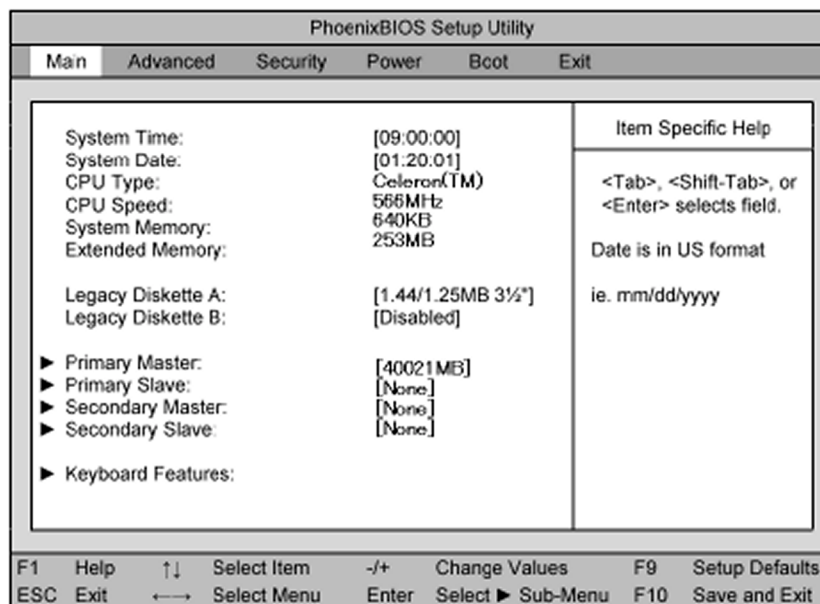 PhoenixBIOS Setup Utility
Main Advanced Security Power Bcot Exit
System Time: [09:00:00]
System Date: [01:20:01]
CPU Type: Celeron(TM)
CPU Speed: 566MHz
System Memory: 640KB
Extended Memory: 253MB
Legacy Diskette A: [1.44/1.25MB 3½"]
Legacy Diskette B: [Disabled]
▶ Primary Master: [40021MB]
▶ Primary Slave: [None]
▶ Secondary Master: [None]
▶ Secondary Slave: [None]
▶ Keyboard Features:
Item Specific Help
<Tab>, <Shift-Tab>, or
<Enter> selects field.
Date is in US format
ie. mm/dd/yyyy
F1 Help ↑↓ Select Item -/+ Change Values F9 Setup Defaults
ESC Exit ←→ Select Menu Enter Select ▶ Sub-Menu F10 Save and Exit